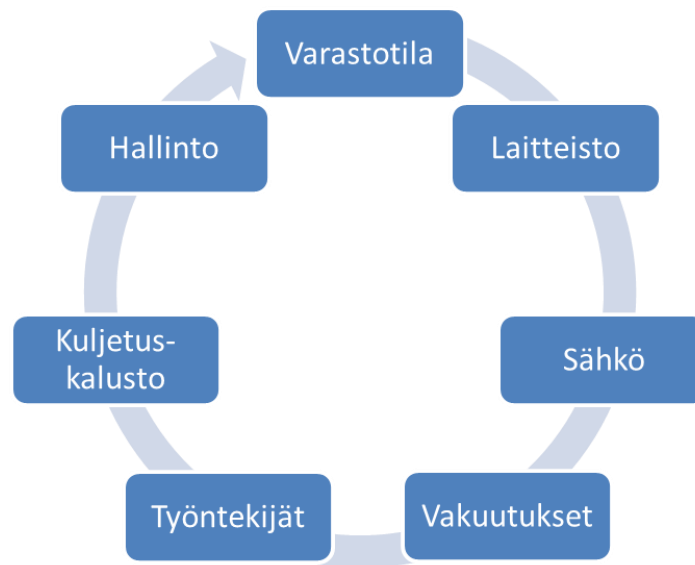 Varastotila
Laitteisto
Sähkö
Vakuutukset
Työntekijät
Kuljetus-
kalusto
Hallinto